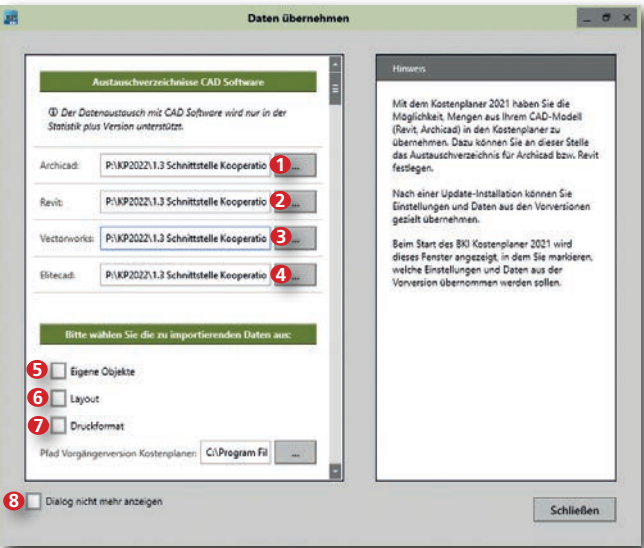 Daten übernehmen
Austauschverzeichnisse CAD Software
Der Datenaustausch mit CAD Software wird nur in der
Statistik plus Version unterstützt.
Archicad: P:\KP2022\1.3 Schnittstelle Kooperatio 1 ...
Revit: P:\KP2022\1.3 Schnittstelle Kooperatio 2 ...
Vectorworks: P:\KP2022\1.3 Schnittstelle Kooperatio 3 ...
Elitecad: P:\KP2022\1.3 Schnittstelle Kooperatio 4 ...
Bitte wählen Sie die zu importierenden Daten aus:
5 Eigene Objekte
6 Layout
7 Druckformat
Pfad Vorgängerversion Kostenplaner: C:\Program Fil ...
8 Dialog nicht mehr anzeigen
Hinweis
Mit dem Kostenplaner 2021 haben Sie die
Möglichkeit, Mengen aus Ihrem CAD-Modell
(Revit, Archicad) in den Kostenplaner zu
übernehmen. Dazu können Sie an dieser Stelle
das Austauschverzeichnis für Archicad bzw. Revit
festlegen.
Nach einer Update-Installation können Sie
Einstellungen und Daten aus den Vorversionen
gezielt übernehmen.
Beim Start des BKI Kostenplaner 2021 wird
dieses Fenster angezeigt, in dem Sie markieren,
welche Einstellungen und Daten aus der
Vorversion übernommen werden sollen.
Schließen